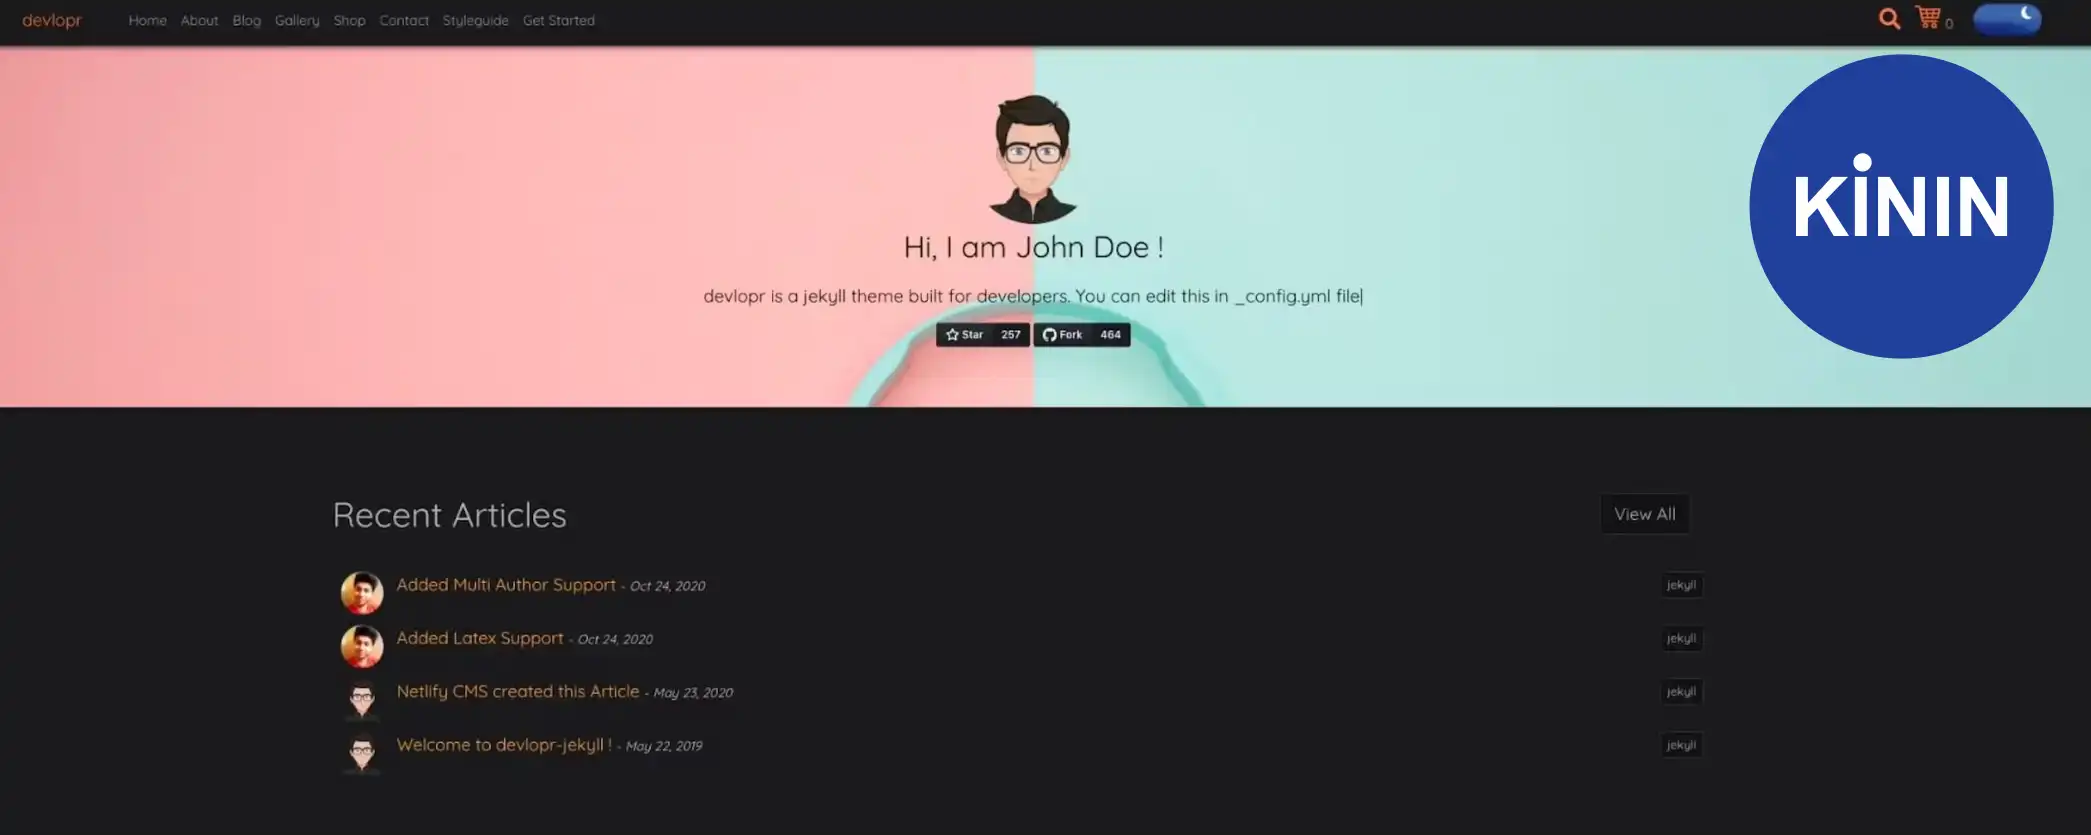 devlopr Home About Blog Gallery Shop Contact Styleguide Get Started 0
KiNIN
Hi, I am John Doe !
devlopr is a jekyll theme built for developers. You can edit this in _config.yml file|
Star 257 Fork 464
Recent Articles View All
Added Multi Author Support - Oct 24, 2020 jekyll
Added Latex Support - Oct 24, 2020 jekyll
Netlify CMS created this Article - May 23, 2020 jekyll
Welcome to devlopr-jekyll ! - May 22, 2019 jekyll